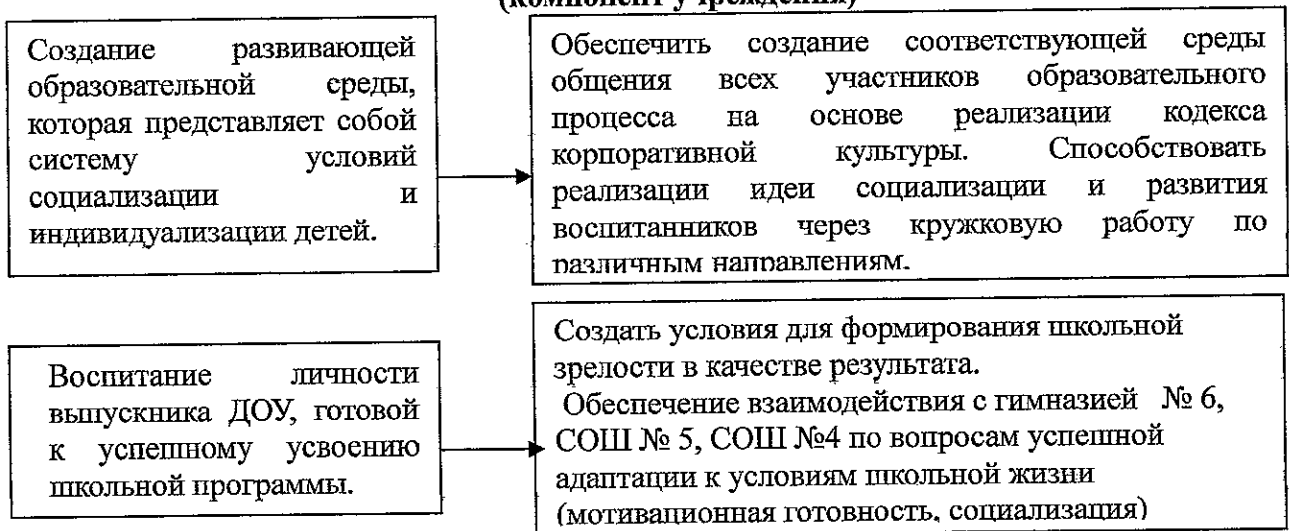 (компонент учреждения)
Создание развивающей
образовательной среды,
которая представляет собой
систему условий
социализации и
индивидуализации детей.
Обеспечить создание соответствующей среды
общения всех участников образовательного
процесса на основе реализации кодекса
корпоративной культуры. Способствовать
реализации идеи социализации и развития
воспитанников через кружковую работу по
различным направлениям.
Воспитание личности
выпускника ДОУ, готовой
к успешному усвоению
школьной программы.
Создать условия для формирования школьной
зрелости в качестве результата.
Обеспечение взаимодействия с гимназией № 6,
СОШ № 5, СОШ №4 по вопросам успешной
адаптации к условиям школьной жизни
(мотивационная готовность, социализация)